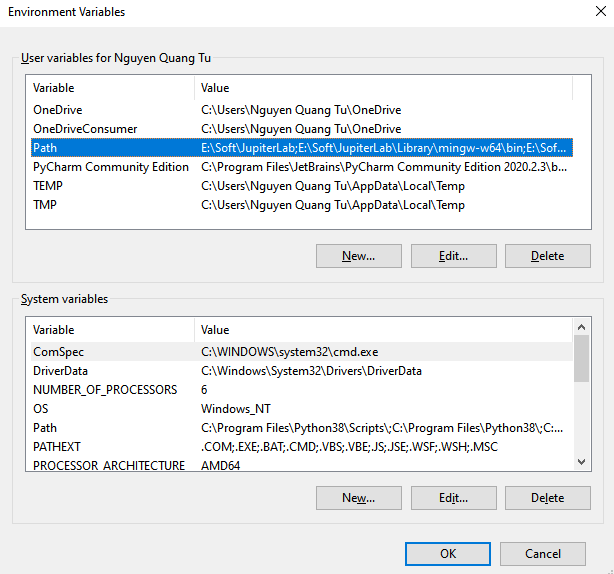 Environment Variables
User variables for Nguyen Quang Tu
Variable Value
OneDrive C:\Users\Nguyen Quang Tu\OneDrive
OneDriveConsumer C:\Users\Nguyen Quang Tu\OneDrive
Path E:\Soft\JupiterLab;E:\Soft\JupiterLab\Library\mingw-w64\bin;E:\Sof...
PyCharm Community Edition C:\Program Files\JetBrains\PyCharm Community Edition 2020.2.3\b...
TEMP C:\Users\Nguyen Quang Tu\AppData\Local\Temp
TMP C:\Users\Nguyen Quang Tu\AppData\Local\Temp
New... Edit... Delete
System variables
Variable Value
ComSpec C:\WINDOWS\system32\cmd.exe
DriverData C:\Windows\System32\Drivers\DriverData
NUMBER_OF_PROCESSORS 6
OS Windows_NT
Path C:\Program Files\Python38\Scripts\;C:\Program Files\Python38\;C:...
PATHEXT .COM;.EXE;.BAT;.CMD;.VBS;.VBE;.JS;.JSE;.WSF;.WSH;.MSC
PROCESSOR_ARCHITECTURE AMD64
New... Edit... Delete
OK Cancel